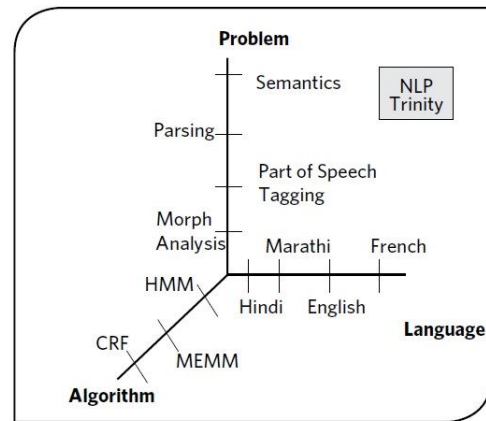 Problem
Semantics
NLP
Trinity
Parsing
Part of Speech
Tagging
Morph
Analysis
Marathi
French
HMM
Hindi
English
Language
CRF
MEMM
Algorithm